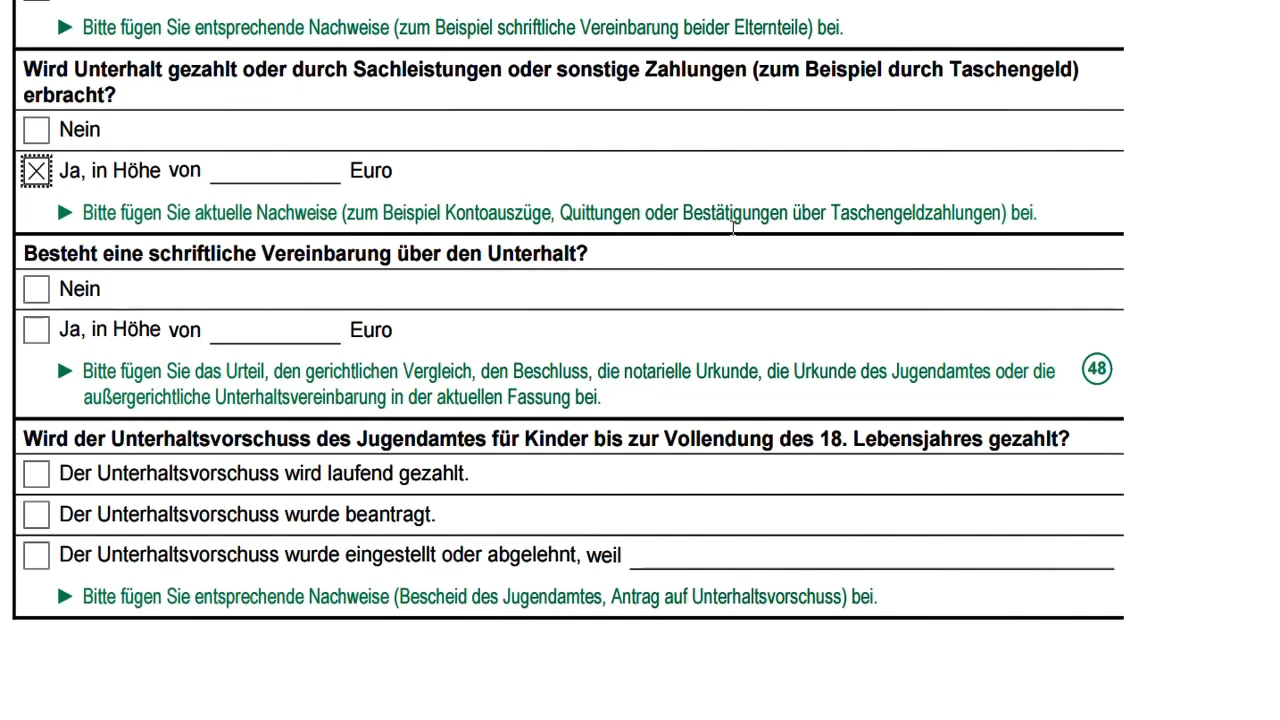 ► Bitte fügen Sie entsprechende Nachweise (zum Beispiel schriftliche Vereinbarung beider Elternteile) bei.
Wird Unterhalt gezahlt oder durch Sachleistungen oder sonstige Zahlungen (zum Beispiel durch Taschengeld)
erbracht?
Nein
Ja, in Höhe von __________ Euro
► Bitte fügen Sie aktuelle Nachweise (zum Beispiel Kontoauszüge, Quittungen oder Bestätigungen über Taschengeldzahlungen) bei.
Besteht eine schriftliche Vereinbarung über den Unterhalt?
Nein
Ja, in Höhe von __________ Euro
► Bitte fügen Sie das Urteil, den gerichtlichen Vergleich, den Beschluss, die notarielle Urkunde, die Urkunde des Jugendamtes oder die 48
außergerichtliche Unterhaltsvereinbarung in der aktuellen Fassung bei.
Wird der Unterhaltsvorschuss des Jugendamtes für Kinder bis zur Vollendung des 18. Lebensjahres gezahlt?
Der Unterhaltsvorschuss wird laufend gezahlt.
Der Unterhaltsvorschuss wurde beantragt.
Der Unterhaltsvorschuss wurde eingestellt oder abgelehnt, weil __________
► Bitte fügen Sie entsprechende Nachweise (Bescheid des Jugendamtes, Antrag auf Unterhaltsvorschuss) bei.